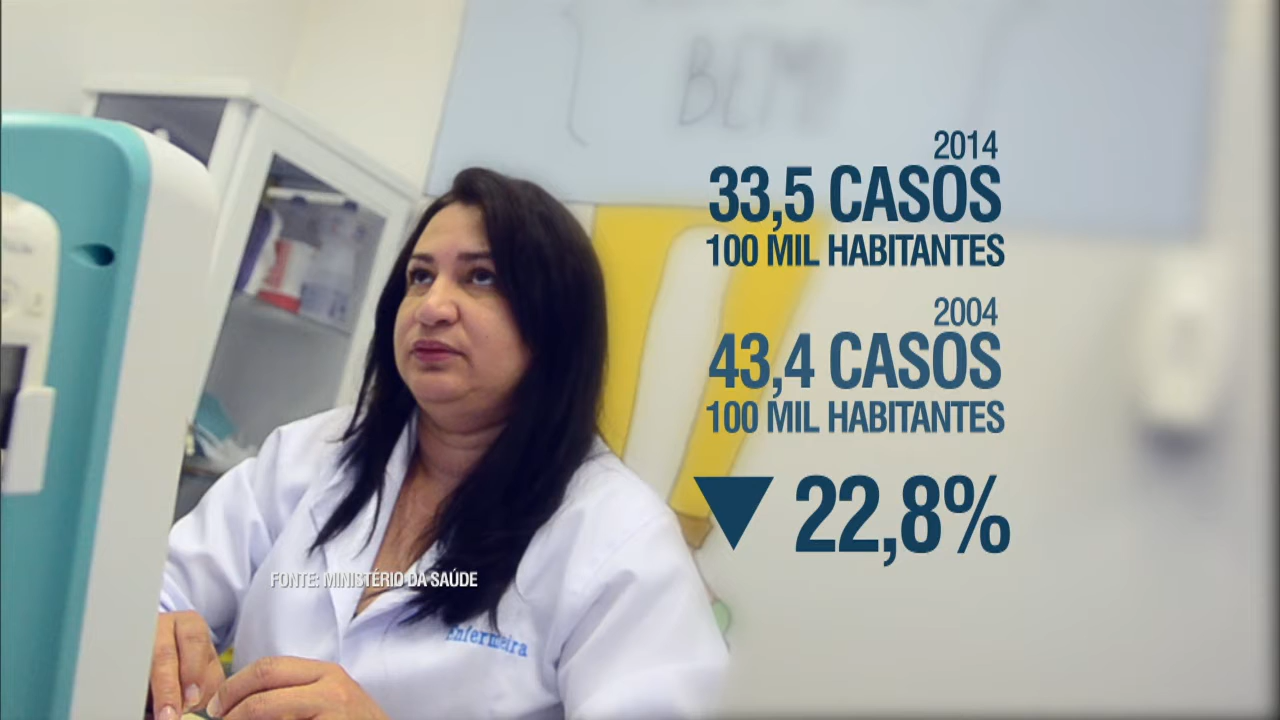 BEM!
2014
33,5 CASOS
100 MIL HABITANTES
2004
43,4 CASOS
100 MIL HABITANTES
▼ 22,8%
FONTE: MINISTÉRIO DA SAÚDE
enfermeira